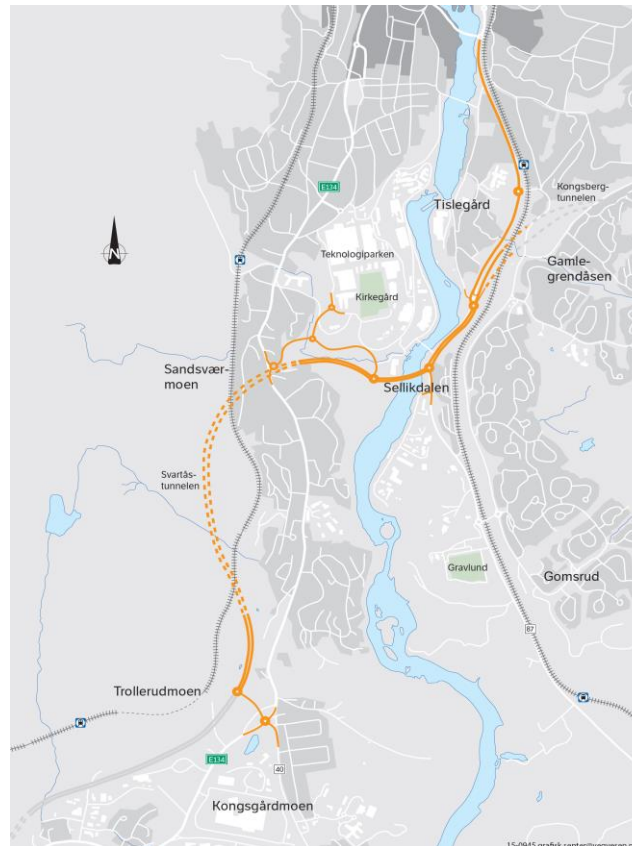 E134
Tislegård
Kongsberg-
tunnelen
Teknologiparken
Gamle-
grendåsen
Kirkegård
N
Sandsvær-
moen
Sellikdalen
Svartås-
tunnelen
Gravlund
Gomsrud
87
Trollerudmoen
E134
40
Kongsgårdmoen